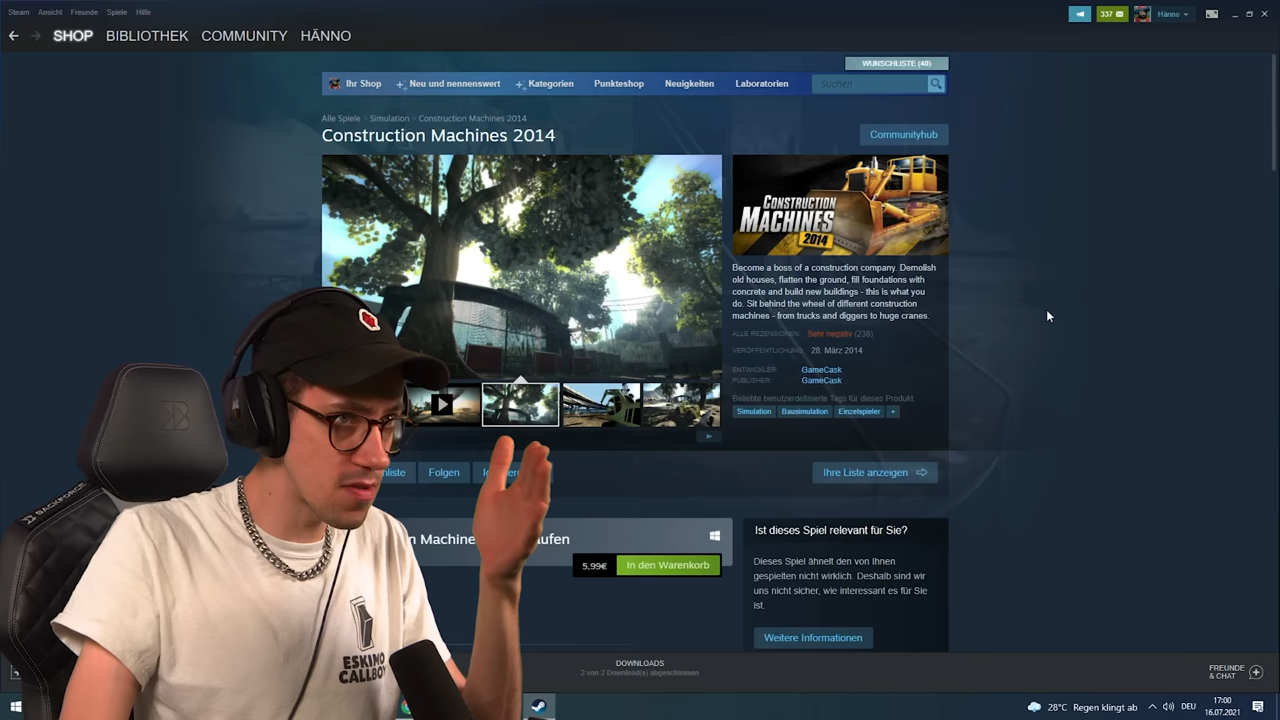 Steam Ansicht Freunde Spiele Hilfe
337
Hänno
SHOP BIBLIOTHEK COMMUNITY HÄNNO
WUNSCHLISTE (40)
Ihr Shop Neu und nennenswert Kategorien Punkteshop Neuigkeiten Laboratorien Suchen
Alle Spiele > Simulation > Construction Machines 2014
Construction Machines 2014
Communityhub
CONSTRUCTION
MACHINES
2014
Become a boss of a construction company. Demolish
old houses, flatten the ground, fill foundations with
concrete and build new buildings - this is what you
do. Sit behind the wheel of different construction
machines - from trucks and diggers to huge cranes.
ALLE REZENSIONEN: Sehr negativ (238)
VERÖFFENTLICHUNG: 28. März 2014
ENTWICKLER: GameCask
PUBLISHER: GameCask
Beliebte benutzerdefinierte Tags für dieses Produkt
Simulation Bausimulation Einzelspieler +
Folgen
Ihre Liste anzeigen
5,99€ In den Warenkorb
Ist dieses Spiel relevant für Sie?
Dieses Spiel ähnelt den von Ihnen
gespielten nicht wirklich. Deshalb sind wir
uns nicht sicher, wie interessant es für Sie
ist.
Weitere Informationen
ESKIMO
CALLBOY
DOWNLOADS
2 von 2 Download(s) abgeschlossen
FREUNDE
& CHAT
28°C Regen klingt ab DEU
17:00
16.07.2021